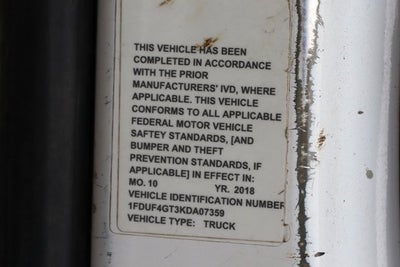 THIS VEHICLE HAS BEEN
COMPLETED IN ACCORDANCE
WITH THE PRIOR
MANUFACTURERS' IVD, WHERE
APPLICABLE. THIS VEHICLE
CONFORMS TO ALL APPLICABLE
FEDERAL MOTOR VEHICLE
SAFTEY STANDARDS, [AND
BUMPER AND THEFT
PREVENTION STANDARDS, IF
APPLICABLE] IN EFFECT IN:
MO. 10 YR. 2018
VEHICLE IDENTIFICATION NUMBER
1FDUF4GT3KDA07359
VEHICLE TYPE: TRUCK